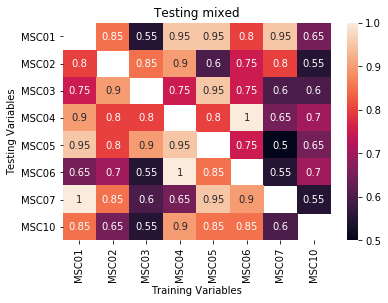 Testing mixed
MSC01 0.85 0.55 0.95 0.95 0.8 0.95 0.65
MSC02 0.8 0.85 0.9 0.6 0.75 0.8 0.55
MSC03 0.75 0.9 0.75 0.95 0.75 0.6 0.6
MSC04 0.9 0.8 0.8 0.8 1 0.65 0.7
MSC05 0.95 0.8 0.9 0.95 0.75 0.5 0.65
MSC06 0.65 0.7 0.55 1 0.85 0.55 0.7
MSC07 1 0.85 0.6 0.65 0.95 0.9 0.55
MSC10 0.85 0.65 0.55 0.9 0.85 0.85 0.6
MSC01 MSC02 MSC03 MSC04 MSC05 MSC06 MSC07 MSC10
Training Variables
Testing Variables
1.0
0.9
0.8
0.7
0.6
0.5